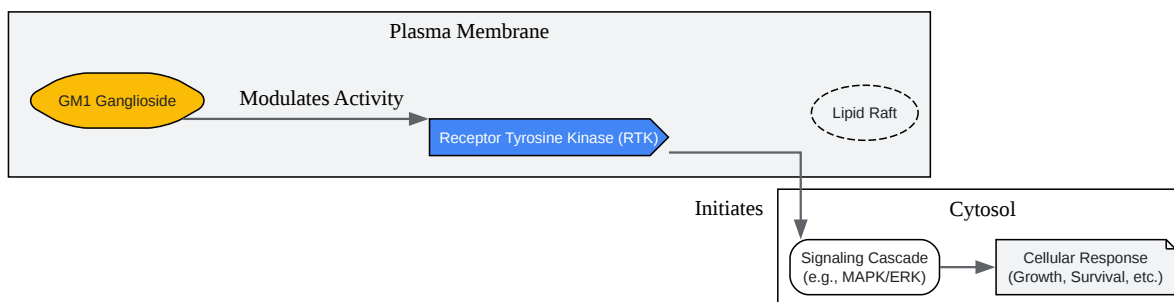 Plasma Membrane
GM1 Ganglioside
Modulates Activity
Receptor Tyrosine Kinase (RTK)
Lipid Raft
Initiates
Cytosol
Signaling Cascade
(e.g., MAPK/ERK)
Cellular Response
(Growth, Survival, etc.)